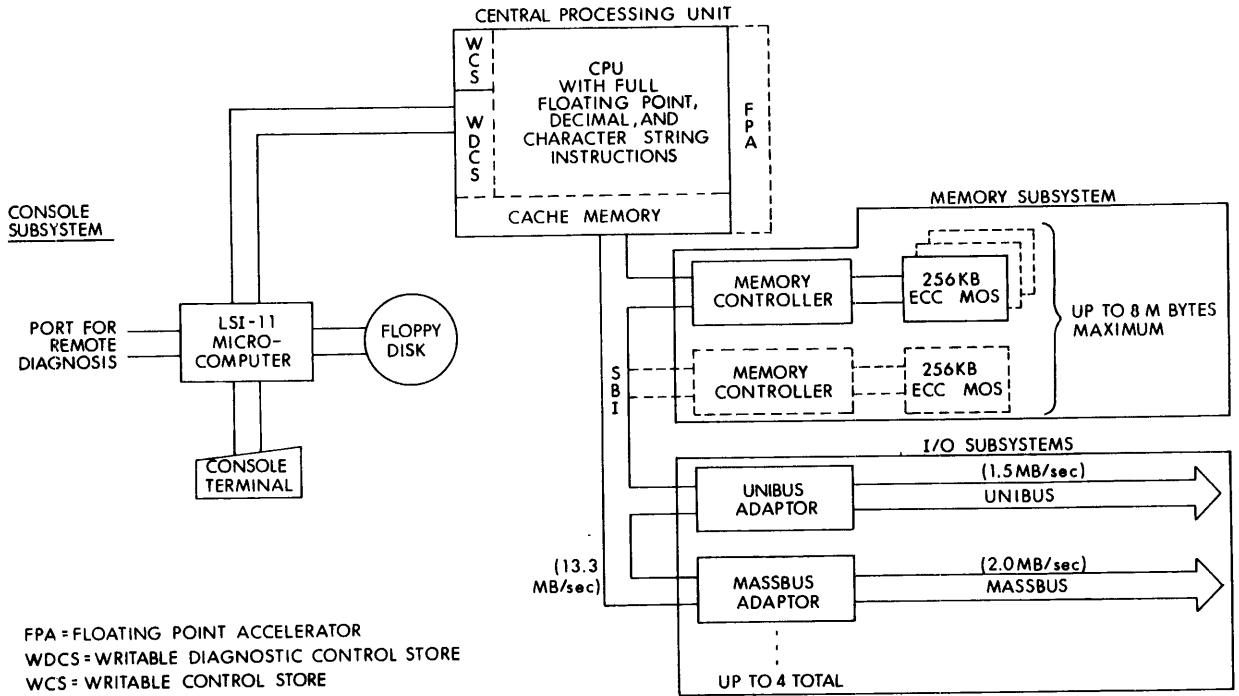 CENTRAL PROCESSING UNIT
WCS
WDCS
CPU
WITH FULL
FLOATING POINT,
DECIMAL, AND
CHARACTER STRING
INSTRUCTIONS
FPA
CACHE MEMORY
CONSOLE
SUBSYSTEM
PORT FOR
REMOTE
DIAGNOSIS
LSI-11
MICRO-
COMPUTER
FLOPPY
DISK
CONSOLE
TERMINAL
MEMORY SUBSYSTEM
MEMORY
CONTROLLER
256KB
ECC MOS
UP TO 8 M BYTES
MAXIMUM
SBI
MEMORY
CONTROLLER
256KB
ECC MOS
I/O SUBSYSTEMS
UNIBUS
ADAPTOR
(1.5MB/sec)
UNIBUS
(13.3
MB/sec)
MASSBUS
ADAPTOR
(2.0MB/sec)
MASSBUS
UP TO 4 TOTAL
FPA = FLOATING POINT ACCELERATOR
WDCS = WRITABLE DIAGNOSTIC CONTROL STORE
WCS = WRITABLE CONTROL STORE